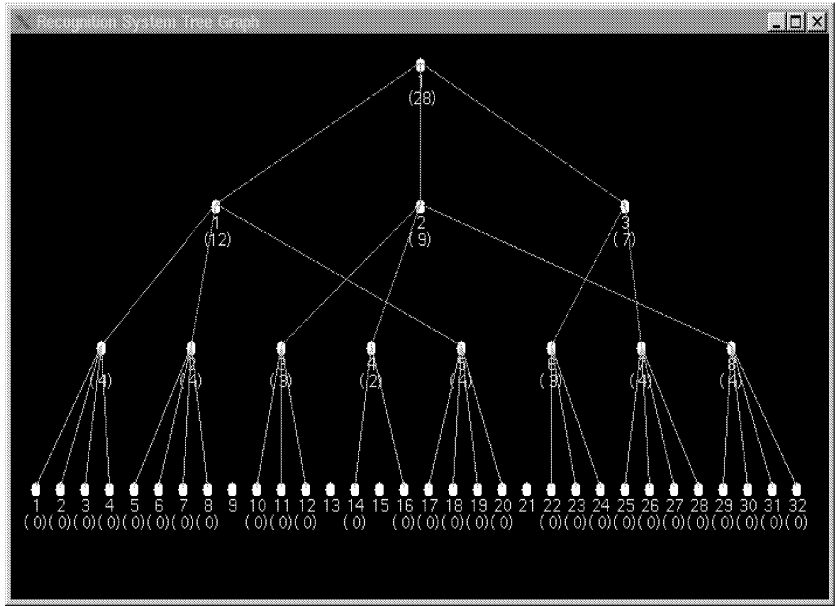 Recognition System Tree Graph
(28)
1 2 3
(12) ( 9) ( 7)
( 4) ( 4) ( 3) ( 2) ( 4) ( 3) ( 4) ( 4)
1 2 3 4 5 6 7 8 9 10 11 12 13 14 15 16 17 18 19 20 21 22 23 24 25 26 27 28 29 30 31 32
( 0) ( 0) ( 0) ( 0) ( 0) ( 0) ( 0) ( 0) ( 0) ( 0) ( 0) ( 0) ( 0) ( 0) ( 0) ( 0) ( 0) ( 0) ( 0) ( 0) ( 0) ( 0) ( 0) ( 0) ( 0) ( 0) ( 0) ( 0)